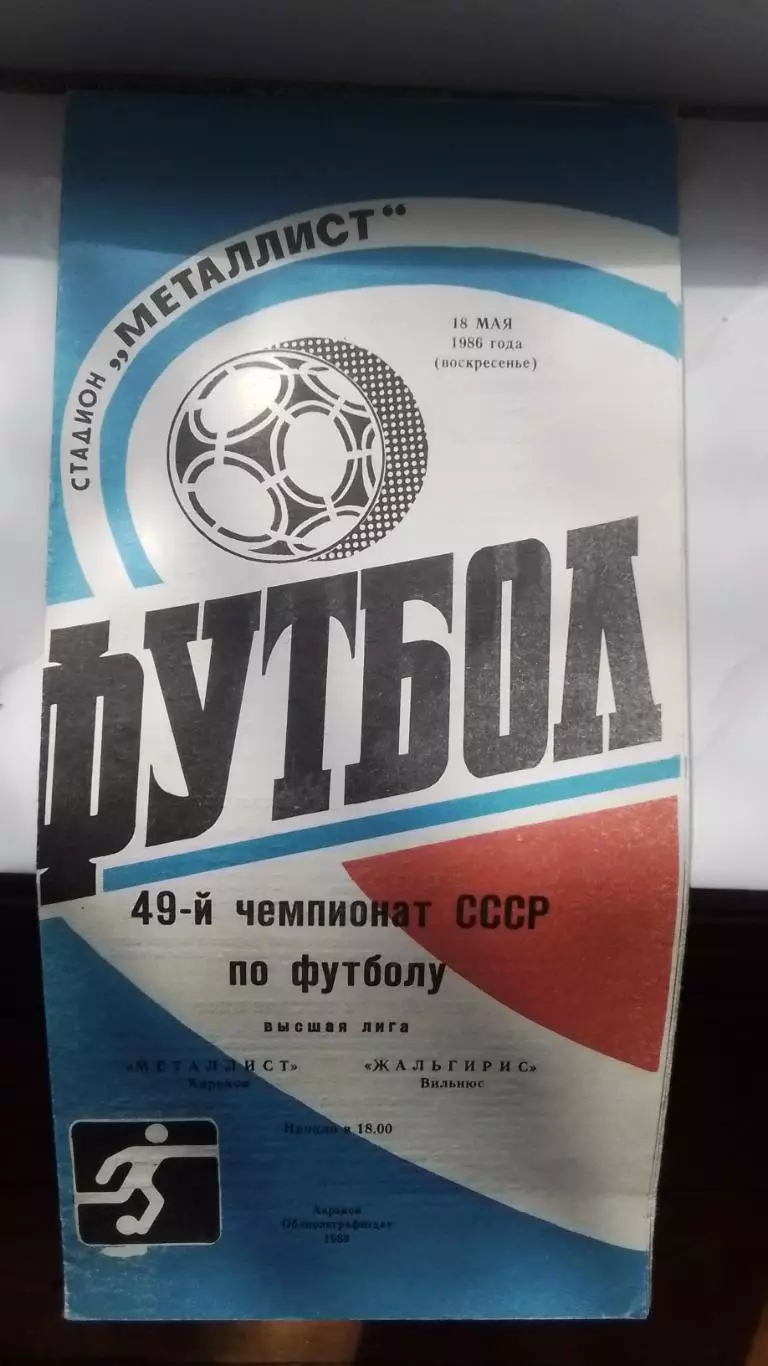 СТАДИОН „МЕТАЛЛИСТ“
18 МАЯ
1986 года
(воскресенье)
ФУТБОЛ
49-й чемпионат СССР
по футболу
высшая лига
«МЕТАЛЛИСТ» «ЖАЛЬГИРИС»
Харьков Вильнюс
Начало в 18.00
Харьков
Облполиграфиздат